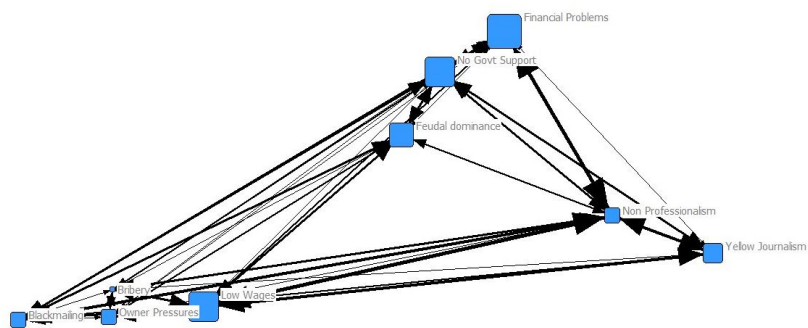 Financial Problems
No Govt Support
Feudal dominance
Non Professionalism
Yellow Journalism
Bribery
Low Wages
Blackmailing
Owner Pressures